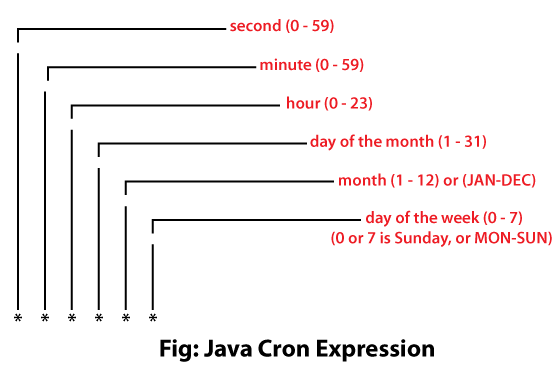 second (0 - 59)
minute (0 - 59)
hour (0 - 23)
day of the month (1 - 31)
month (1 - 12) or (JAN-DEC)
day of the week (0 - 7)
(0 or 7 is Sunday, or MON-SUN)
* * * * * *
Fig: Java Cron Expression